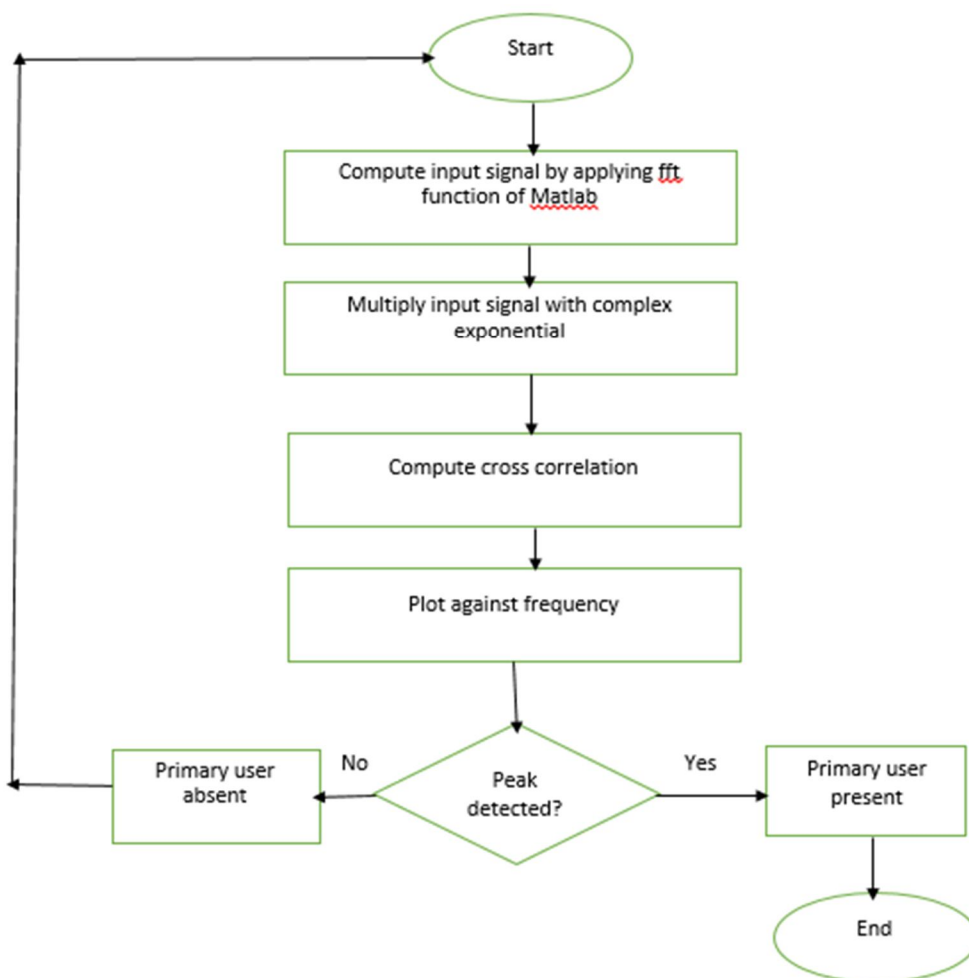 Start
Compute input signal by applying fft
function of Matlab
Multiply input signal with complex
exponential
Compute cross correlation
Plot against frequency
Primary user
absent
No
Peak
detected?
Yes
Primary user
present
End